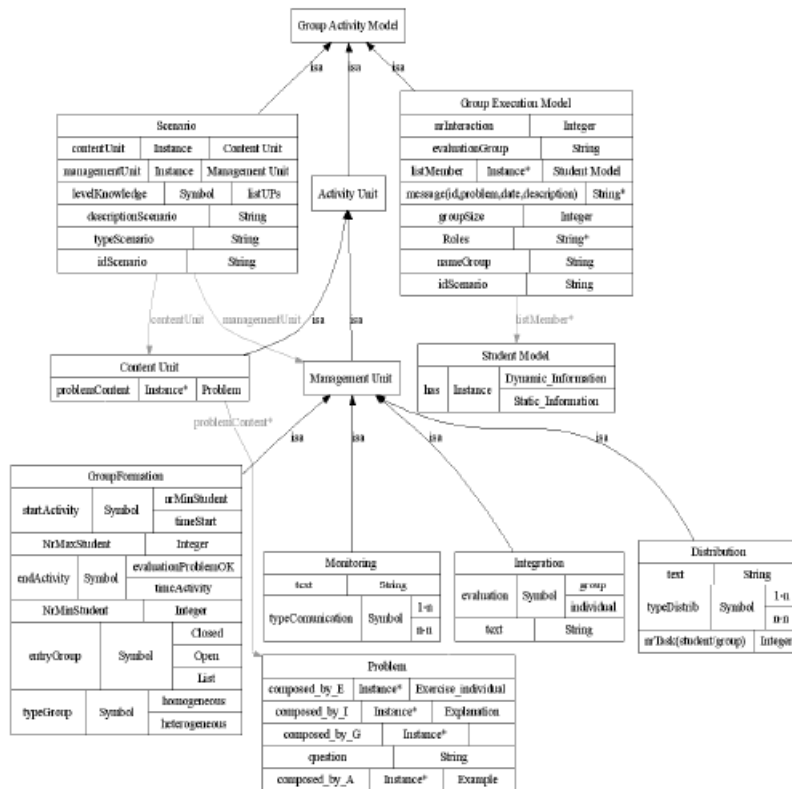 Group Activity Model
isa isa isa
Scenario
contentUnit Instance Content Unit
managementUnit Instance Management Unit
levelKnowledge Symbol listUPs
descriptionScenario String
typeScenario String
idScenario String
Activity Unit
Group Execution Model
nrInteraction Integer
evaluationGroup String
listMember Instance* Student Model
message(id,problem,date,description) String*
groupSize Integer
Roles String*
nameGroup String
idScenario String
contentUnit managementUnit isa isa listMember*
Content Unit
problemContent Instance* Problem
Management Unit
Student Model
has Instance Dynamic_Information
Static_Information
problemContent* isa isa isa isa
GroupFormation
startActivity Symbol nrMinStudent
timeStart
NrMaxStudent Integer
endActivity Symbol evaluationProblemOK
timeActivity
NrMinStudent Integer
entryGroup Symbol Closed
Open
List
typeGroup Symbol homogeneous
heterogeneous
Monitoring
text String
typeComunication Symbol 1-n
n-n
Integration
evaluation Symbol group
individual
text String
Distribution
text String
typeDistrib Symbol 1-n
n-n
nrTask(student/group) Integer
Problem
composed_by_E Instance* Exercise_individual
composed_by_I Instance* Explanation
composed_by_G Instance*
question String
composed_by_A Instance* Example